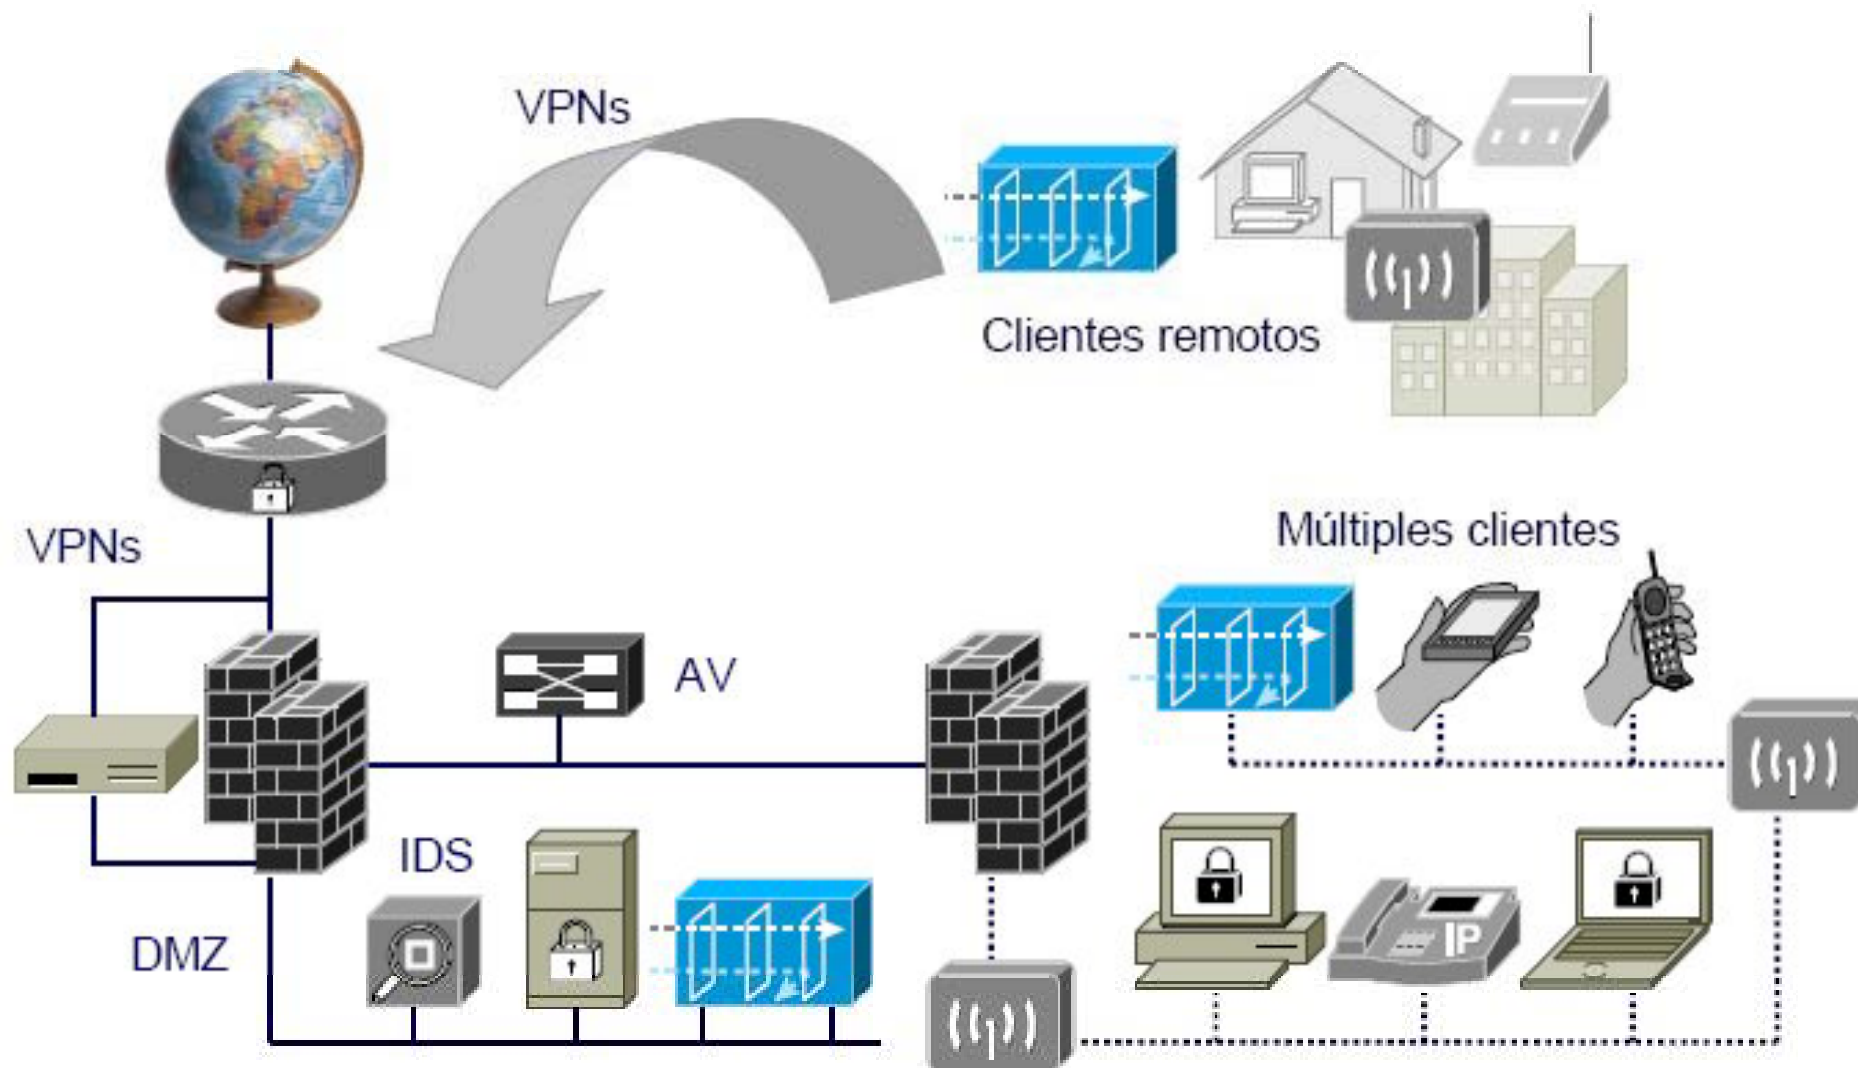 VPNs
Clientes remotos
VPNs
Múltiples clientes
AV
IDS
DMZ
IP